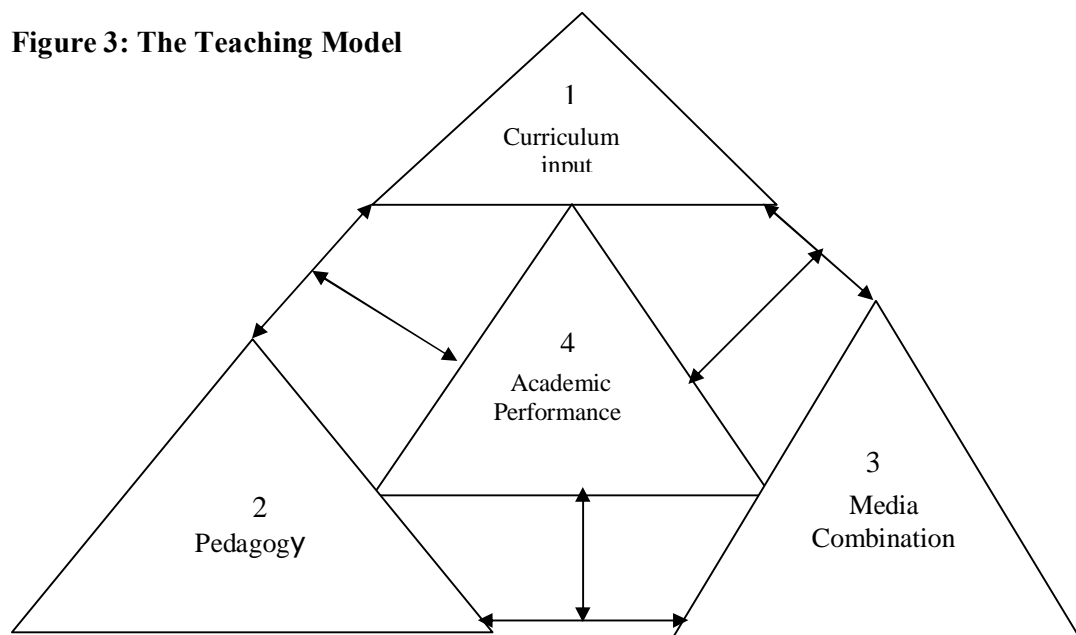 Figure 3: The Teaching Model
1
Curriculum
input
4
Academic
Performance
2
Pedagogy
3
Media
Combination